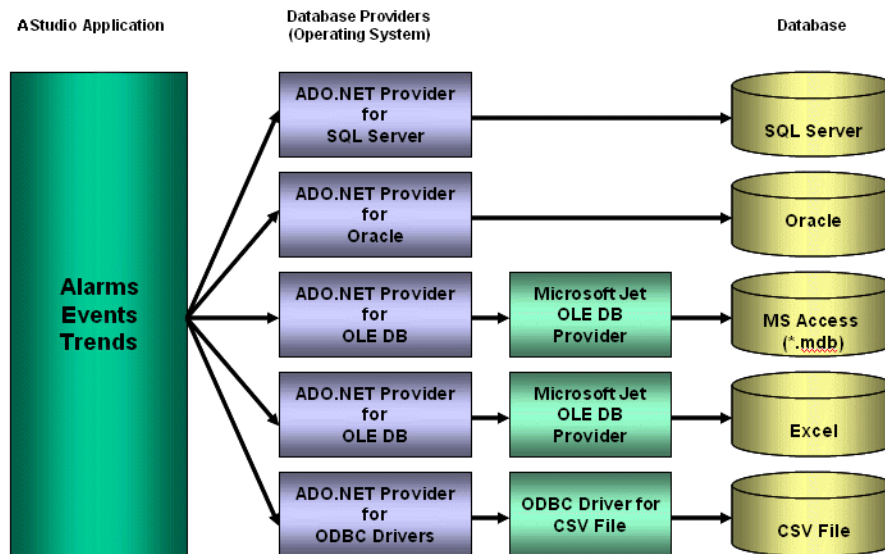 AStudio Application
Database Providers
(Operating System)
Database
Alarms
Events
Trends
ADO.NET Provider
for
SQL Server
SQL Server
ADO.NET Provider
for
Oracle
Oracle
ADO.NET Provider
for
OLE DB
Microsoft Jet
OLE DB
Provider
MS Access
(*.mdb)
ADO.NET Provider
for
OLE DB
Microsoft Jet
OLE DB
Provider
Excel
ADO.NET Provider
for
ODBC Drivers
ODBC Driver for
CSV File
CSV File